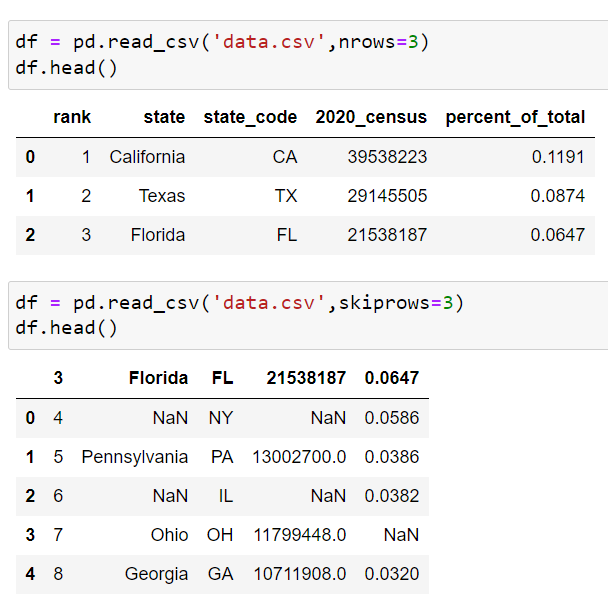 df = pd.read_csv('data.csv',nrows=3)
df.head()
rank state state_code 2020_census percent_of_total
0 1 California CA 39538223 0.1191
1 2 Texas TX 29145505 0.0874
2 3 Florida FL 21538187 0.0647
df = pd.read_csv('data.csv',skiprows=3)
df.head()
3 Florida FL 21538187 0.0647
0 4 NaN NY NaN 0.0586
1 5 Pennsylvania PA 13002700.0 0.0386
2 6 NaN IL NaN 0.0382
3 7 Ohio OH 11799448.0 NaN
4 8 Georgia GA 10711908.0 0.0320